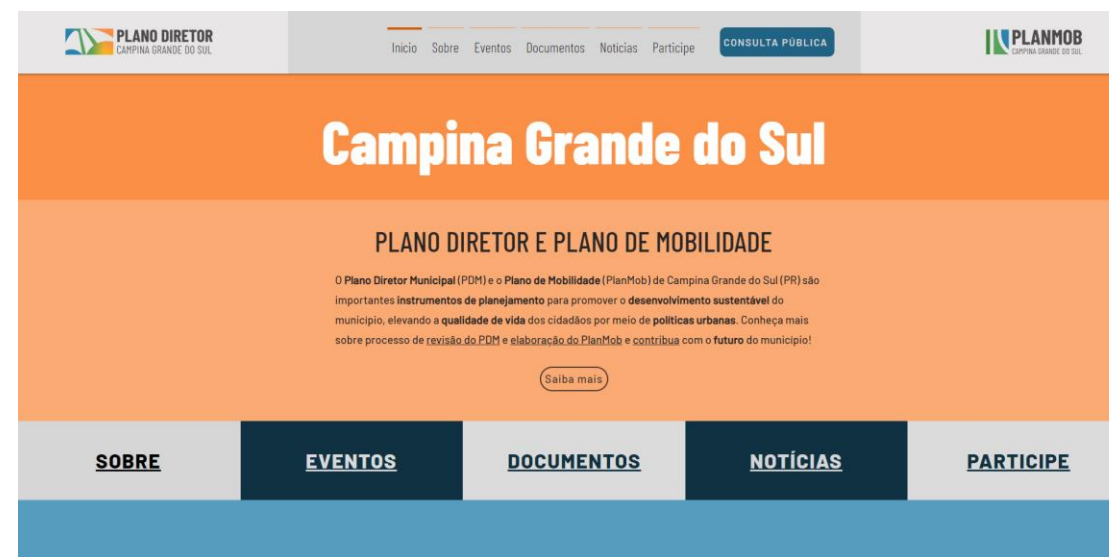 PLANO DIRETOR
CAMPINA GRANDE DO SUL
Início Sobre Eventos Documentos Notícias Participe
CONSULTA PÚBLICA
PLANMOB
CAMPINA GRANDE DO SUL
Campina Grande do Sul
PLANO DIRETOR E PLANO DE MOBILIDADE
O Plano Diretor Municipal (PDM) e o Plano de Mobilidade (PlanMob) de Campina Grande do Sul (PR) são
importantes instrumentos de planejamento para promover o desenvolvimento sustentável do
município, elevando a qualidade de vida dos cidadãos por meio de políticas urbanas. Conheça mais
sobre processo de revisão do PDM e elaboração do PlanMob e contribua com o futuro do município!
Saiba mais
SOBRE EVENTOS DOCUMENTOS NOTÍCIAS PARTICIPE